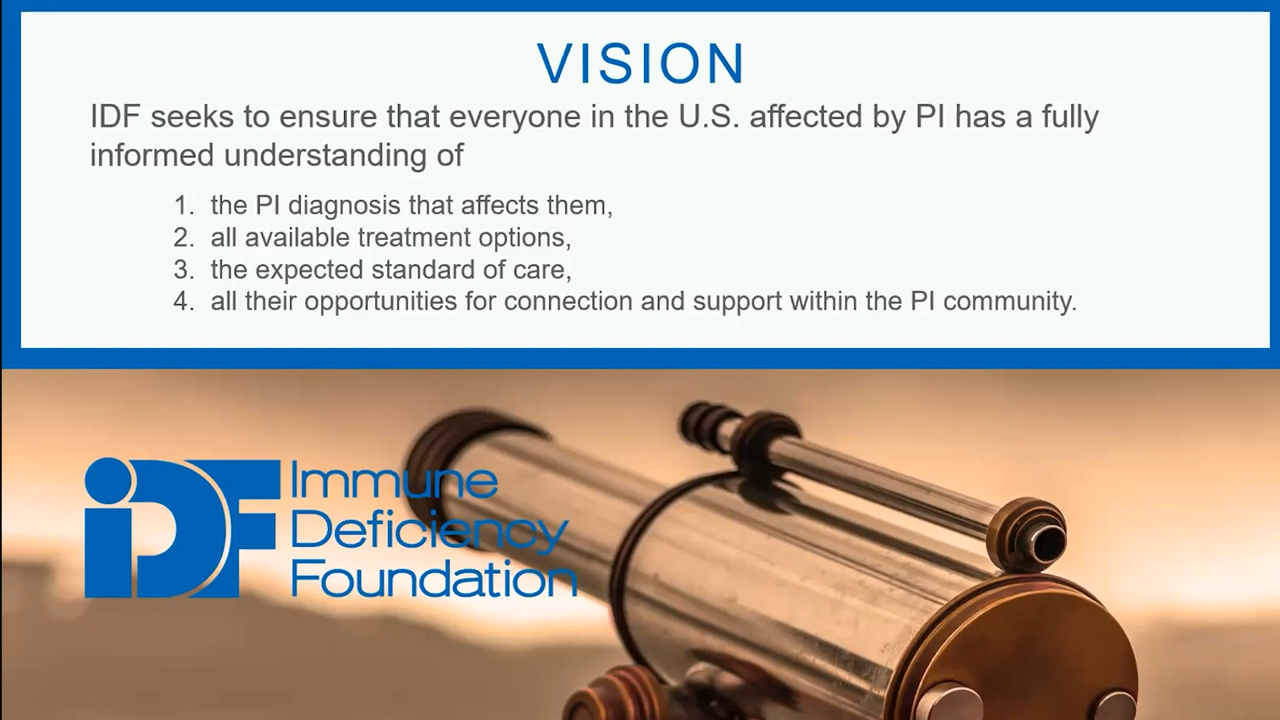 VISION
IDF seeks to ensure that everyone in the U.S. affected by PI has a fully
informed understanding of
1. the PI diagnosis that affects them,
2. all available treatment options,
3. the expected standard of care,
4. all their opportunities for connection and support within the PI community.
iDF
Immune
Deficiency
Foundation